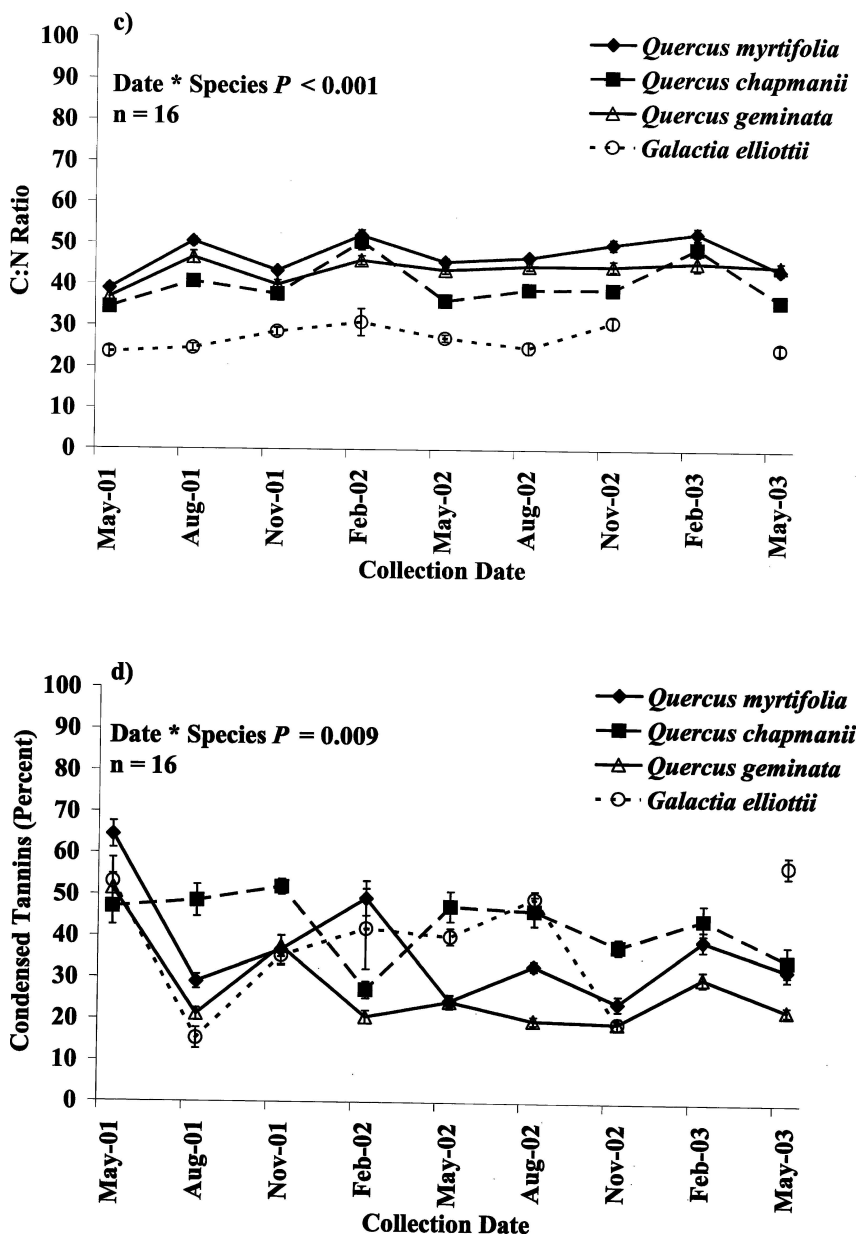 c)
100
90
80
70
60
50
40
30
20
10
0
C:N Ratio
Date * Species P < 0.001
n = 16
Quercus myrtifolia
Quercus chapmanii
Quercus geminata
Galactia elliottii
May-01
Aug-01
Nov-01
Feb-02
May-02
Aug-02
Nov-02
Feb-03
May-03
Collection Date
d)
100
90
80
70
60
50
40
30
20
10
0
Condensed Tannins (Percent)
Date * Species P = 0.009
n = 16
Quercus myrtifolia
Quercus chapmanii
Quercus geminata
Galactia elliottii
May-01
Aug-01
Nov-01
Feb-02
May-02
Aug-02
Nov-02
Feb-03
May-03
Collection Date